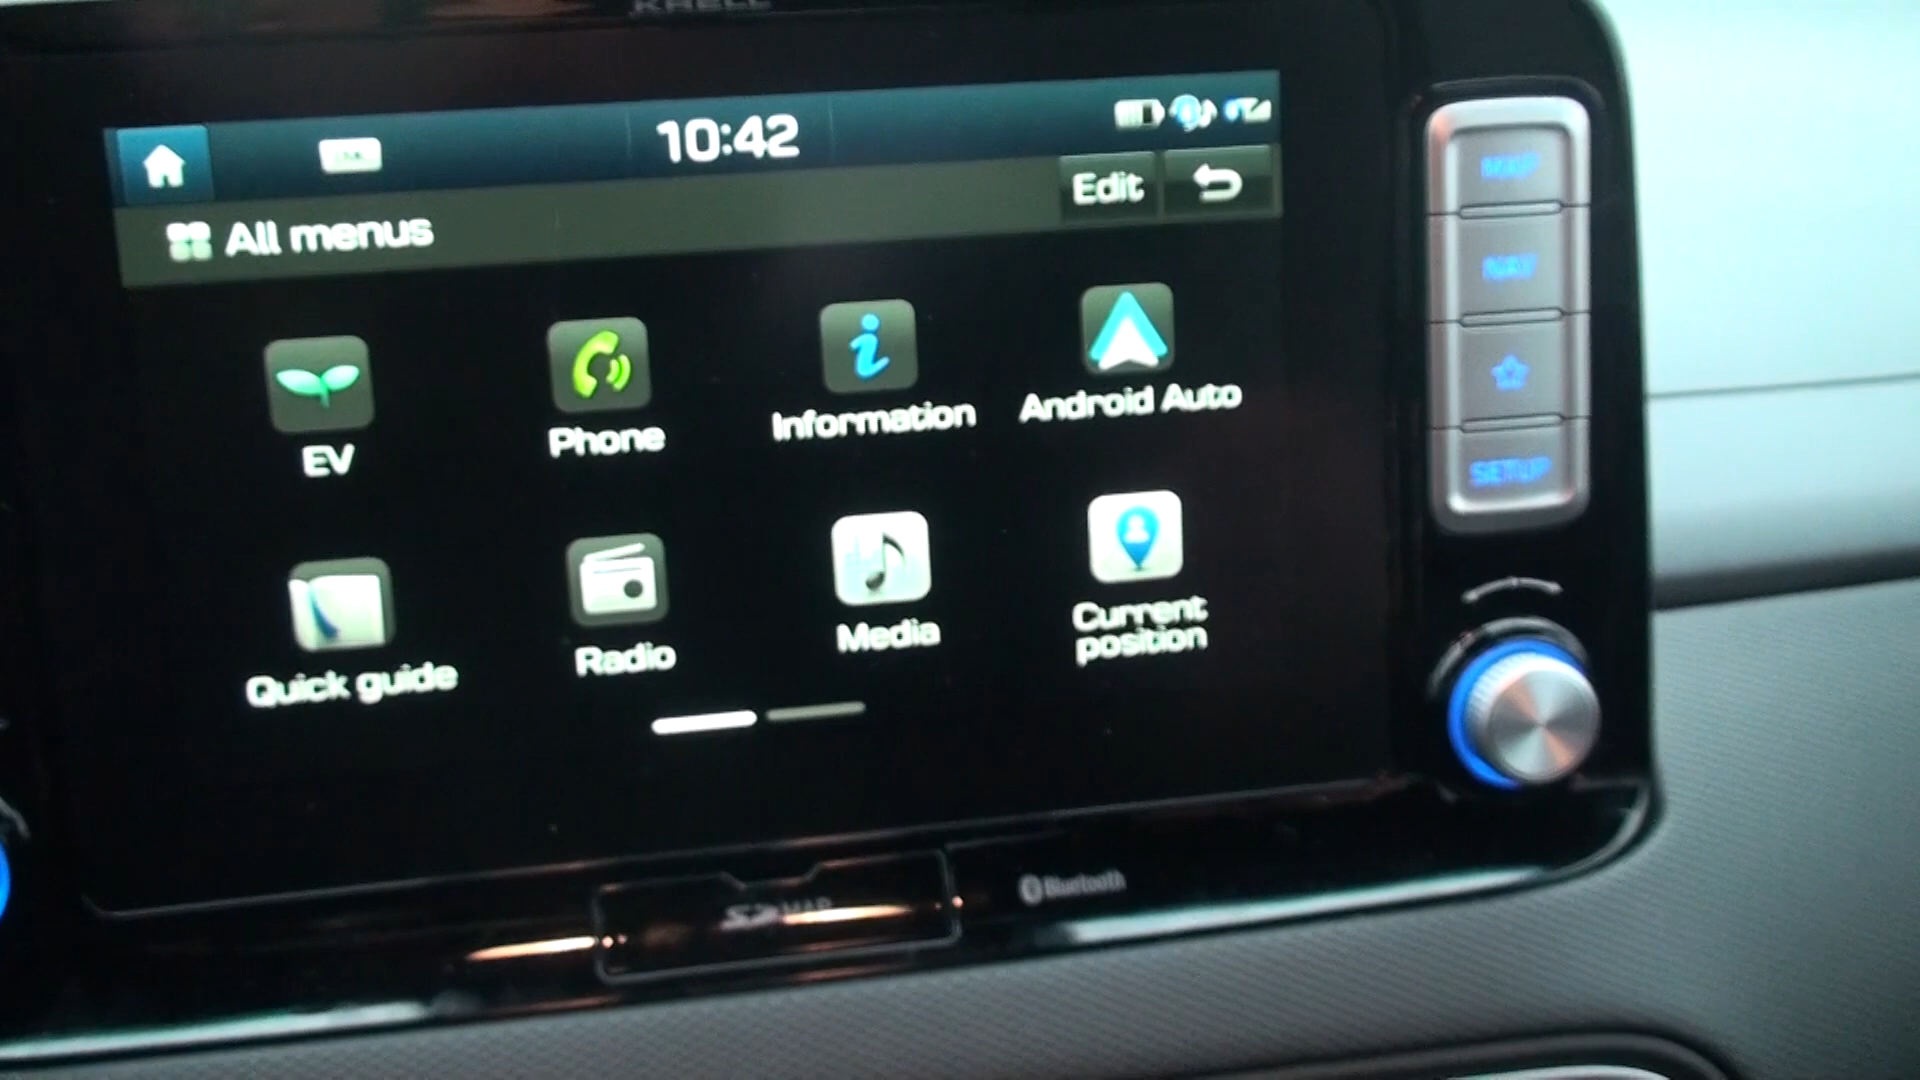 KRELL
10:42
Edit
All menus
EV
Phone
Information
Android Auto
Quick guide
Radio
Media
Current
position
MAP
NAV
SETUP
Bluetooth